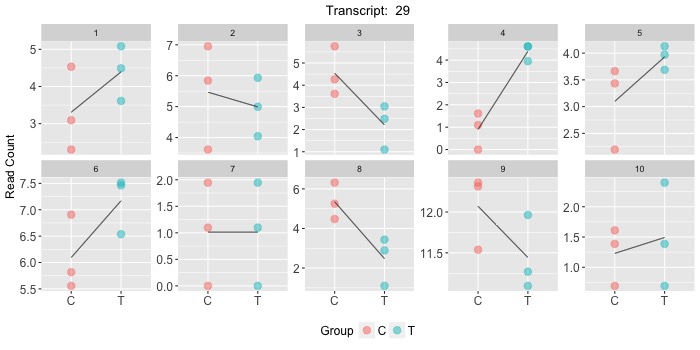 Transcript: 29
1 2 3 4 5
5 4 3
7 6 5 4
5 4 3 2 1
4 3 2 1 0
4.0 3.5 3.0 2.5
Read Count
6 7 8 9 10
7.5 7.0 6.5 6.0 5.5
2.0 1.5 1.0 0.5 0.0
6 4 2
12.0 11.5
2.0 1.5 1.0
C T C T C T C T C T
Group C T